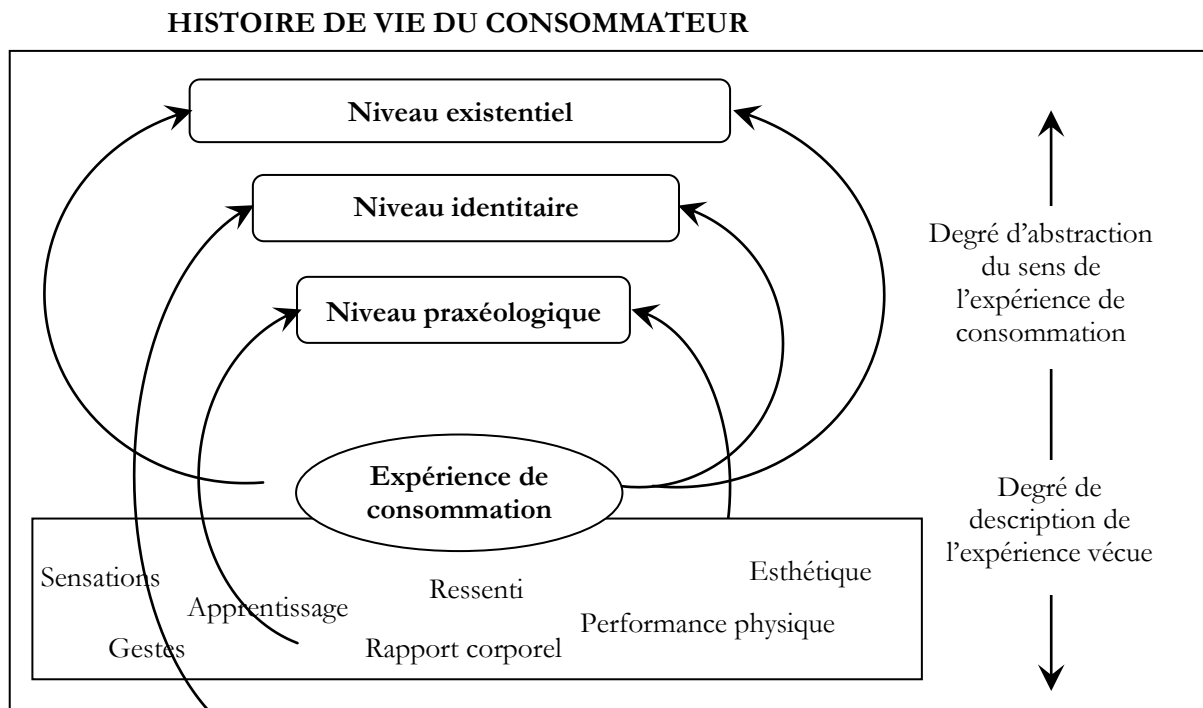 HISTOIRE DE VIE DU CONSOMMATEUR
Niveau existentiel
Niveau identitaire
Niveau praxéologique
Degré d’abstraction
du sens de
l’expérience de
consommation
Expérience de
consommation
Degré de
description de
l’expérience vécue
Sensations
Ressenti
Esthétique
Apprentissage
Performance physique
Gestes
Rapport corporel